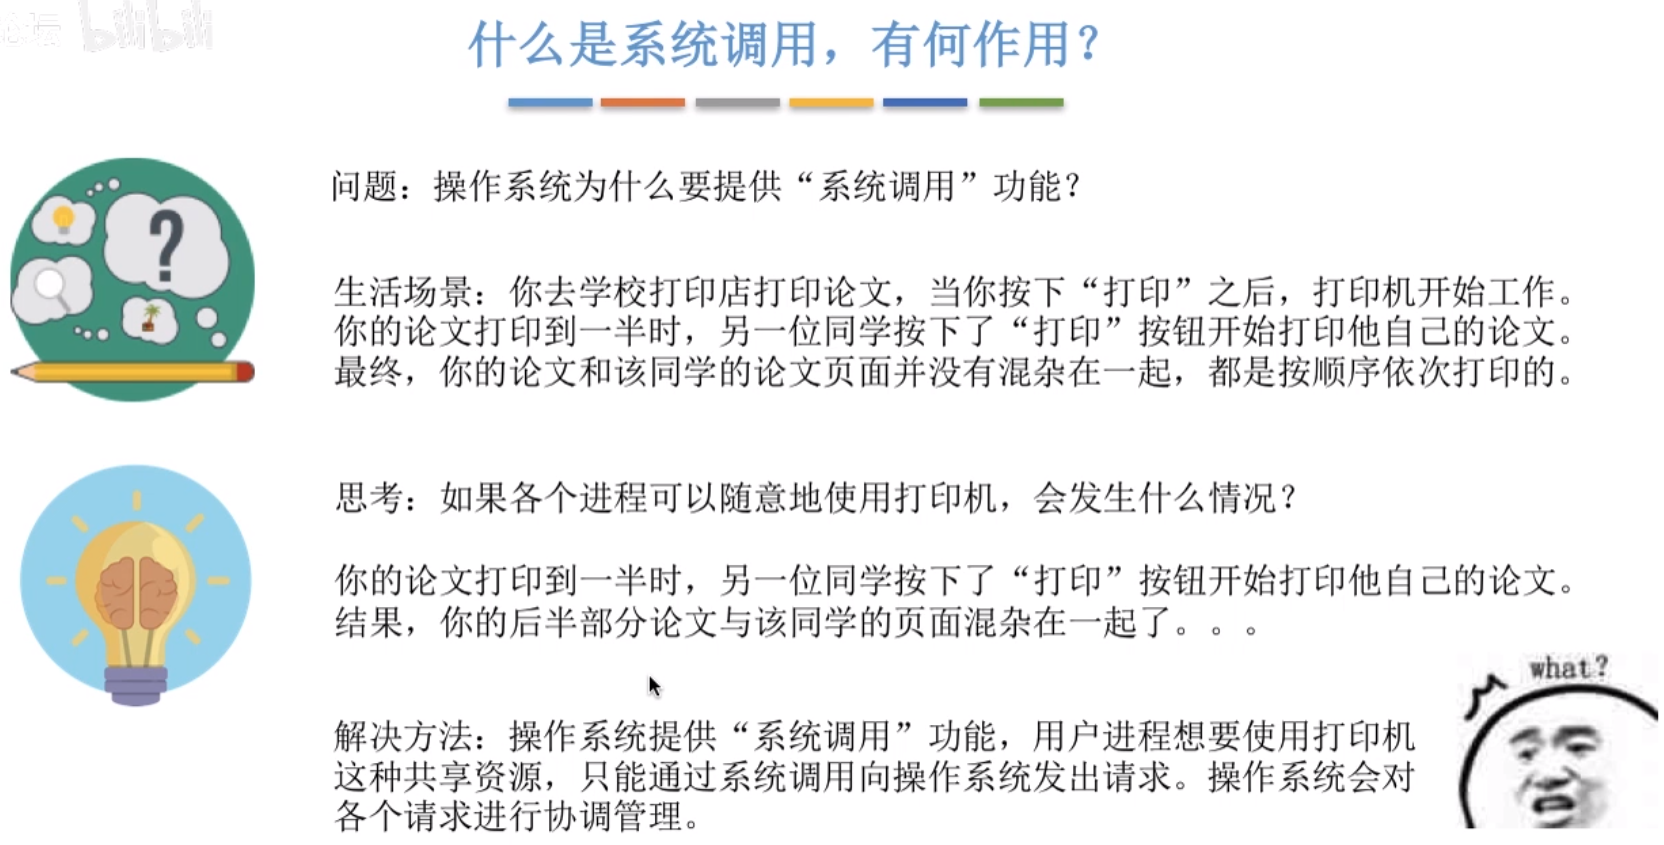 bilibili
什么是系统调用，有何作用？
问题：操作系统为什么要提供“系统调用”功能？
生活场景：你去学校打印店打印论文，当你按下“打印”之后，打印机开始工作。
你的论文打印到一半时，另一位同学按下了“打印”按钮开始打印他自己的论文。
最终，你的论文和该同学的论文页面并没有混杂在一起，都是按顺序依次打印的。
思考：如果各个进程可以随意地使用打印机，会发生什么情况？
你的论文打印到一半时，另一位同学按下了“打印”按钮开始打印他自己的论文。
结果，你的后半部分论文与该同学的页面混杂在一起了。。。
what?
解决方法：操作系统提供“系统调用”功能，用户进程想要使用打印机
这种共享资源，只能通过系统调用向操作系统发出请求。操作系统会对
各个请求进行协调管理。